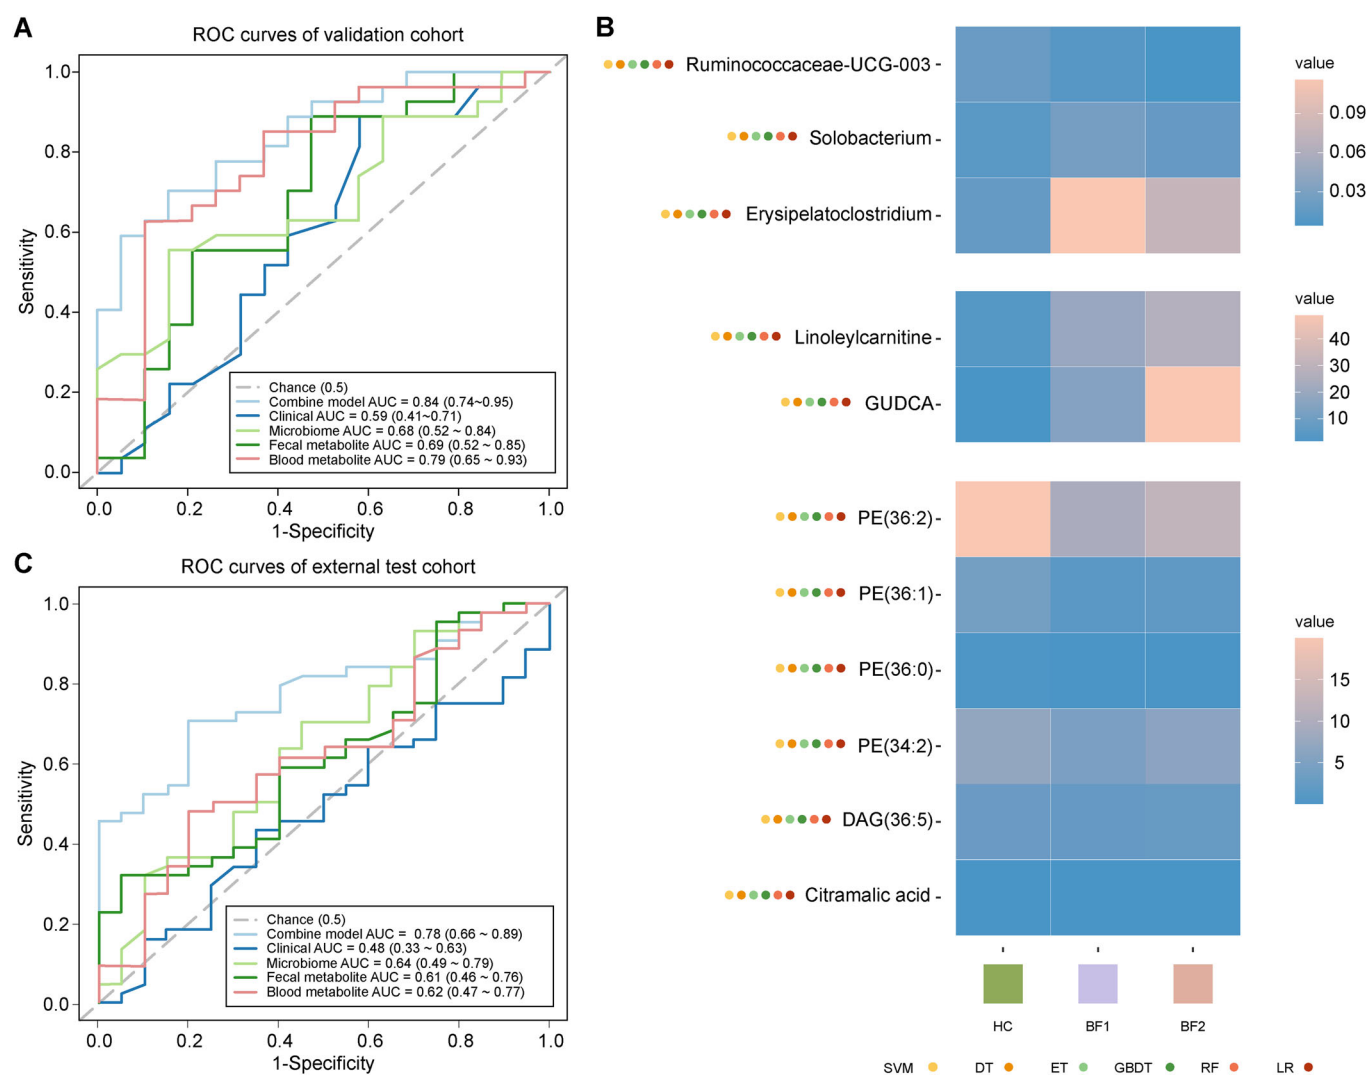 A
ROC curves of validation cohort
1.0
0.8
0.6
0.4
0.2
0.0
Sensitivity
Chance (0.5)
Combine model AUC = 0.84 (0.74~0.95)
Clinical AUC = 0.59 (0.41~0.71)
Microbiome AUC = 0.68 (0.52 ~ 0.84)
Fecal metabolite AUC = 0.69 (0.52 ~ 0.85)
Blood metabolite AUC = 0.79 (0.65 ~ 0.93)
0.0 0.2 0.4 0.6 0.8 1.0
1-Specificity
C
ROC curves of external test cohort
1.0
0.8
0.6
0.4
0.2
0.0
Sensitivity
Chance (0.5)
Combine model AUC = 0.78 (0.66 ~ 0.89)
Clinical AUC = 0.48 (0.33 ~ 0.63)
Microbiome AUC = 0.64 (0.49 ~ 0.79)
Fecal metabolite AUC = 0.61 (0.46 ~ 0.76)
Blood metabolite AUC = 0.62 (0.47 ~ 0.77)
0.0 0.2 0.4 0.6 0.8 1.0
1-Specificity
B
Ruminococcaceae-UCG-003
Solobacterium
Erysipelatoclostridium
value
0.09
0.06
0.03
Linoleylcarnitine
GUDCA
value
40
30
20
10
PE(36:2)
PE(36:1)
PE(36:0)
PE(34:2)
DAG(36:5)
Citramalic acid
value
15
10
5
HC BF1 BF2
SVM DT ET GBDT RF LR